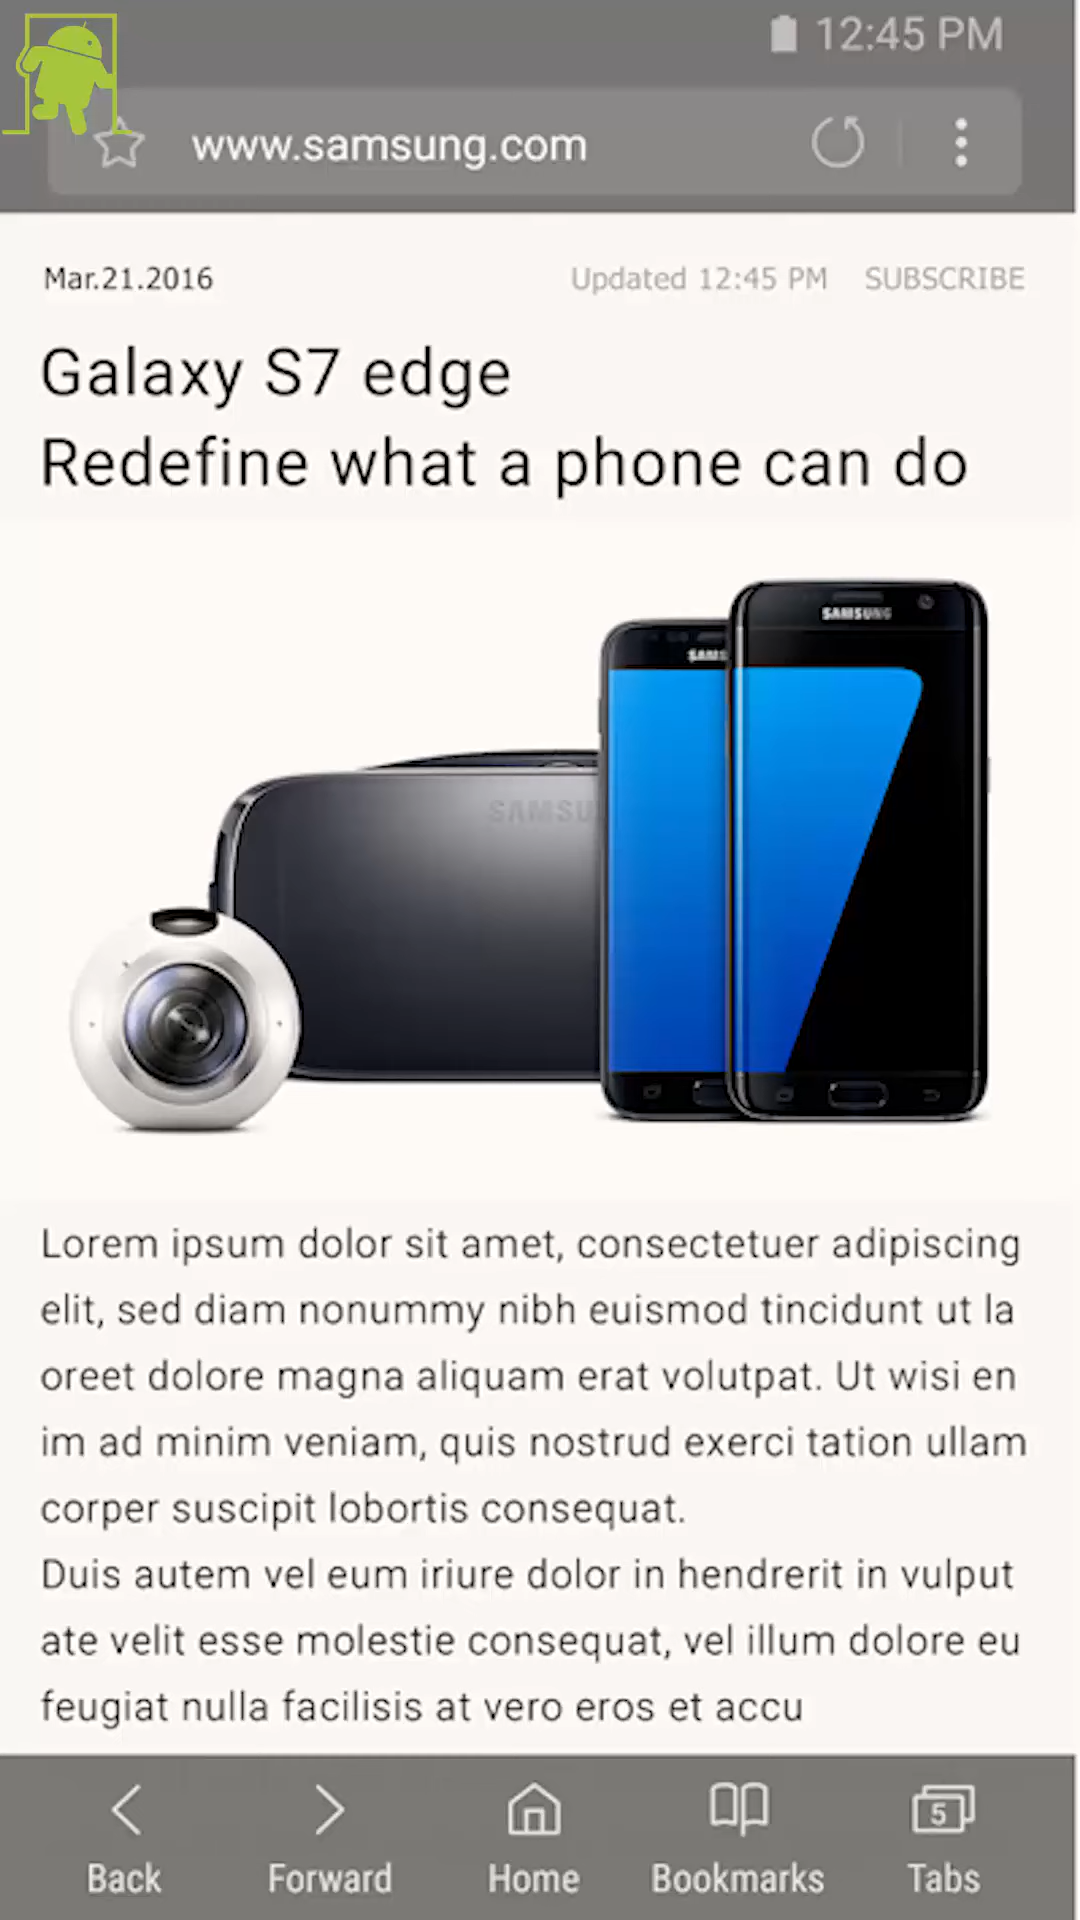 12:45 PM
www.samsung.com
Mar.21.2016 Updated 12:45 PM SUBSCRIBE
Galaxy S7 edge
Redefine what a phone can do
SAMSUNG
SAMS
SAMSU
Lorem ipsum dolor sit amet, consectetuer adipiscing
elit, sed diam nonummy nibh euismod tincidunt ut la
oreet dolore magna aliquam erat volutpat. Ut wisi en
im ad minim veniam, quis nostrud exerci tation ullam
corper suscipit lobortis consequat.
Duis autem vel eum iriure dolor in hendrerit in vulput
ate velit esse molestie consequat, vel illum dolore eu
feugiat nulla facilisis at vero eros et accu
5
Back Forward Home Bookmarks Tabs